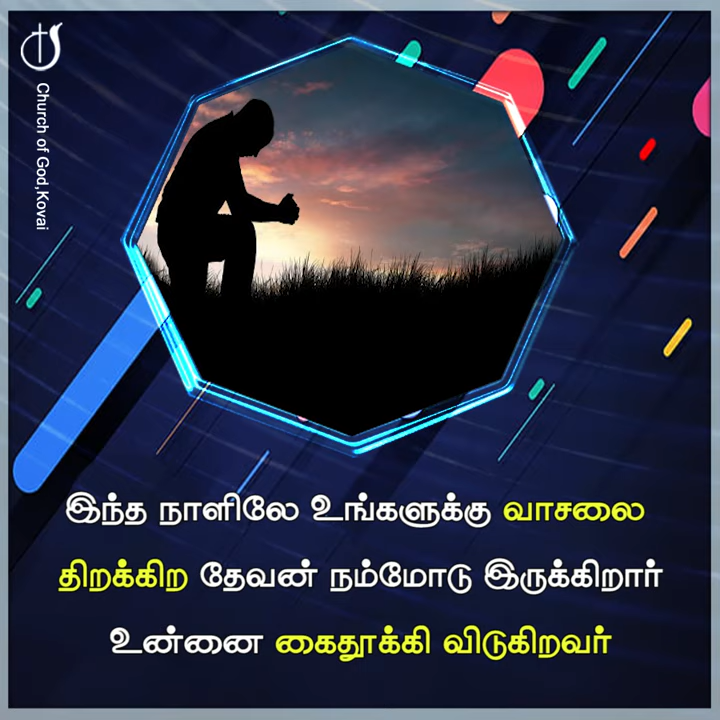 Church of God,Kovai
இந்த நாளிலே உங்களுக்கு வாசலை
திறக்கிற தேவன் நம்மோடு இருக்கிறார்
உன்னை கைதூக்கி விடுகிறவர்